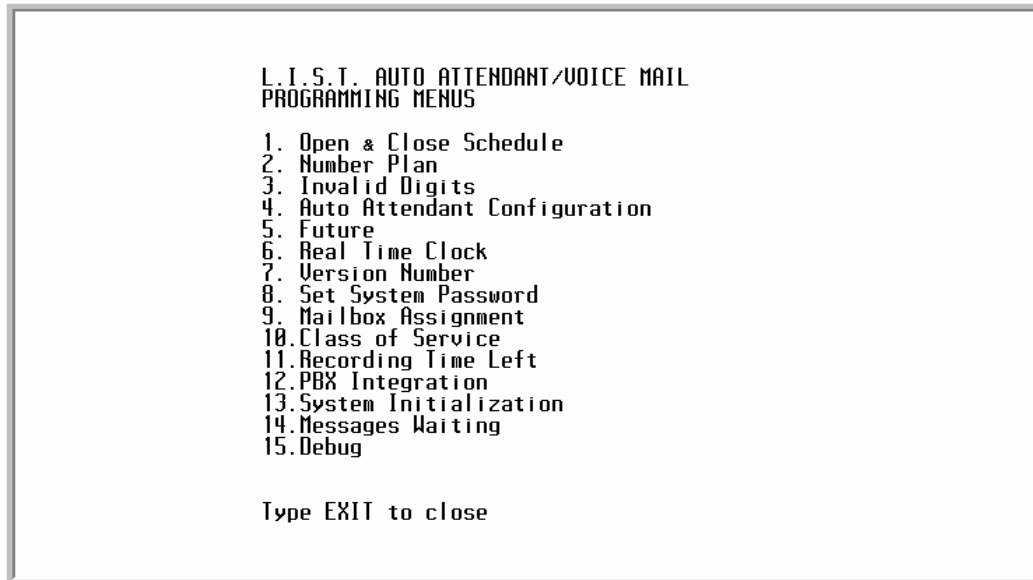 L.I.S.T. AUTO ATTENDANT/VOICE MAIL
PROGRAMMING MENUS
1. Open & Close Schedule
2. Number Plan
3. Invalid Digits
4. Auto Attendant Configuration
5. Future
6. Real Time Clock
7. Version Number
8. Set System Password
9. Mailbox Assignment
10.Class of Service
11.Recording Time Left
12.PBX Integration
13.System Initialization
14.Messages Waiting
15.Debug
Type EXIT to close